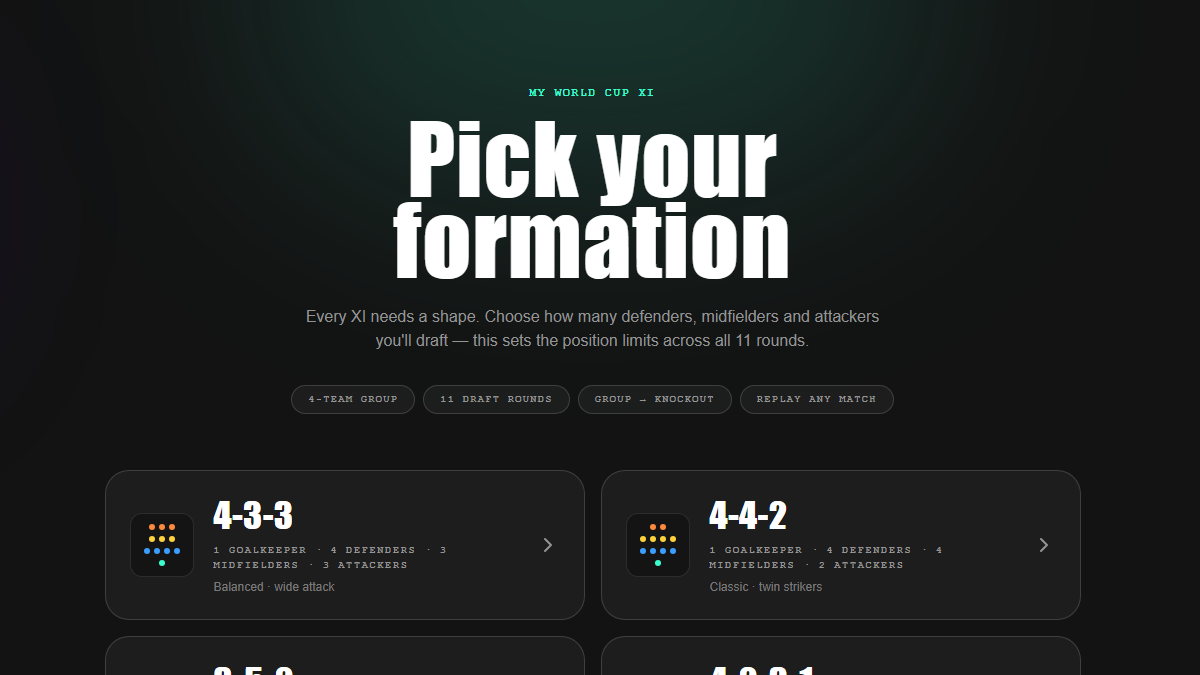 MY WORLD CUP XI
Pick your
formation
Every XI needs a shape. Choose how many defenders, midfielders and attackers
you'll draft — this sets the position limits across all 11 rounds.
4-TEAM GROUP
11 DRAFT ROUNDS
GROUP → KNOCKOUT
REPLAY ANY MATCH
4-3-3
1 GOALKEEPER · 4 DEFENDERS · 3
MIDFIELDERS · 3 ATTACKERS
Balanced · wide attack
4-4-2
1 GOALKEEPER · 4 DEFENDERS · 4
MIDFIELDERS · 2 ATTACKERS
Classic · twin strikers